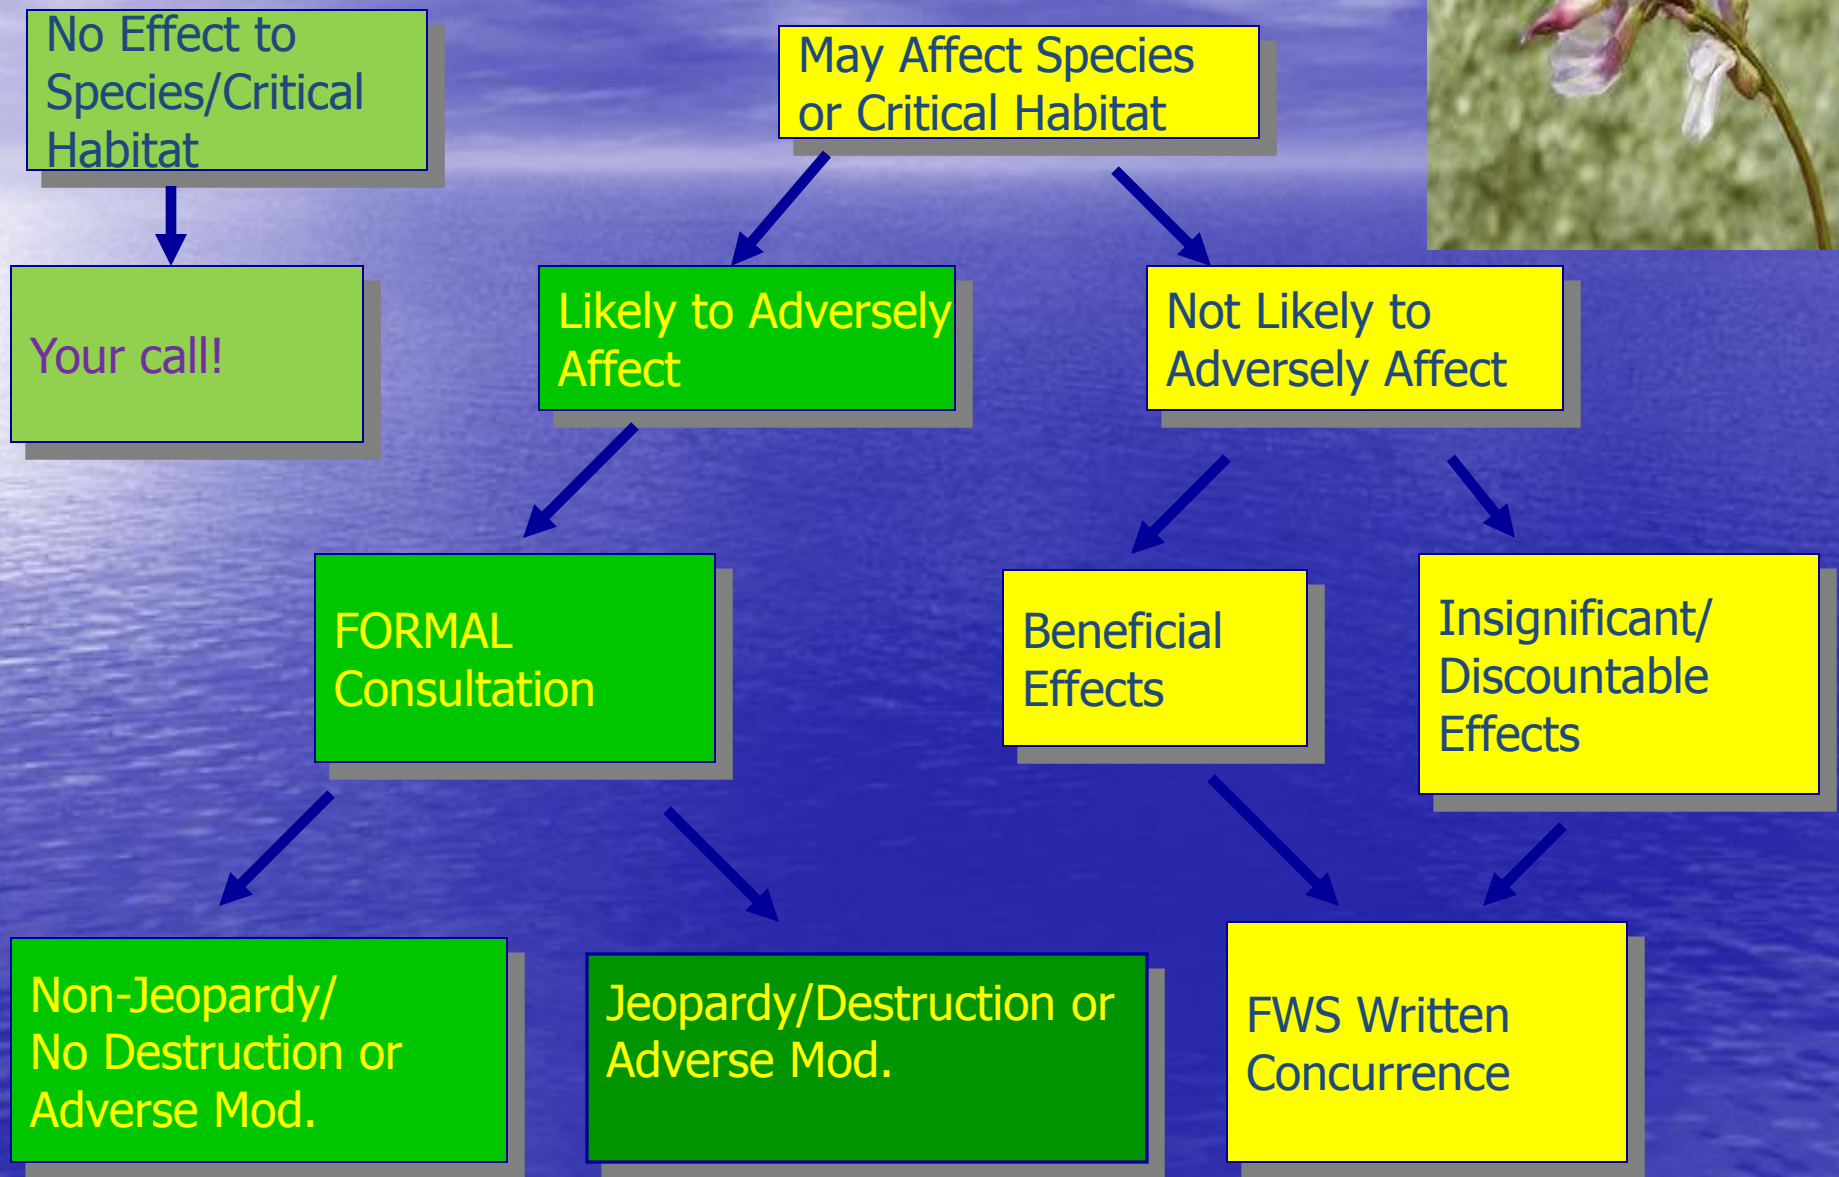 No Effect to
Species/Critical
Habitat
May Affect Species
or Critical Habitat
Your call!
Likely to Adversely
Affect
Not Likely to
Adversely Affect
FORMAL
Consultation
Beneficial
Effects
Insignificant/
Discountable
Effects
Non-Jeopardy/
No Destruction or
Adverse Mod.
Jeopardy/Destruction or
Adverse Mod.
FWS Written
Concurrence